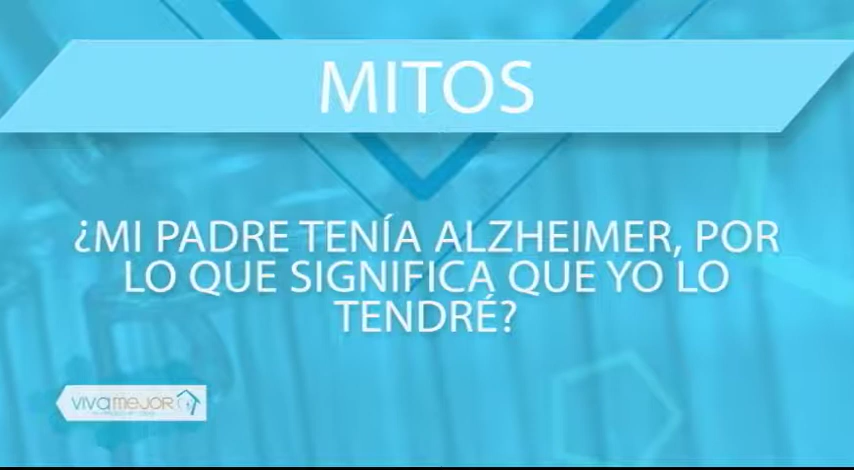 MITOS
¿MI PADRE TENÍA ALZHEIMER, POR
LO QUE SIGNIFICA QUE YO LO
TENDRÉ?
VIVAMEJOR